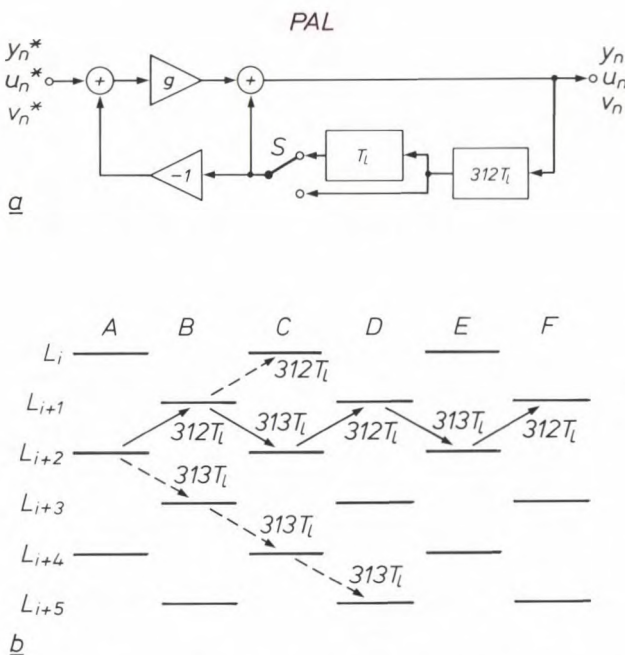 PAL
yₙ*
uₙ*
vₙ*
+
g
+
yₙ
uₙ
vₙ
S
Tₗ
-1
312Tₗ
a
A B C D E F
Lᵢ
312Tₗ
Lᵢ₊₁
312Tₗ 313Tₗ 312Tₗ 313Tₗ 312Tₗ
Lᵢ₊₂
313Tₗ
Lᵢ₊₃
313Tₗ
Lᵢ₊₄
313Tₗ
Lᵢ₊₅
b